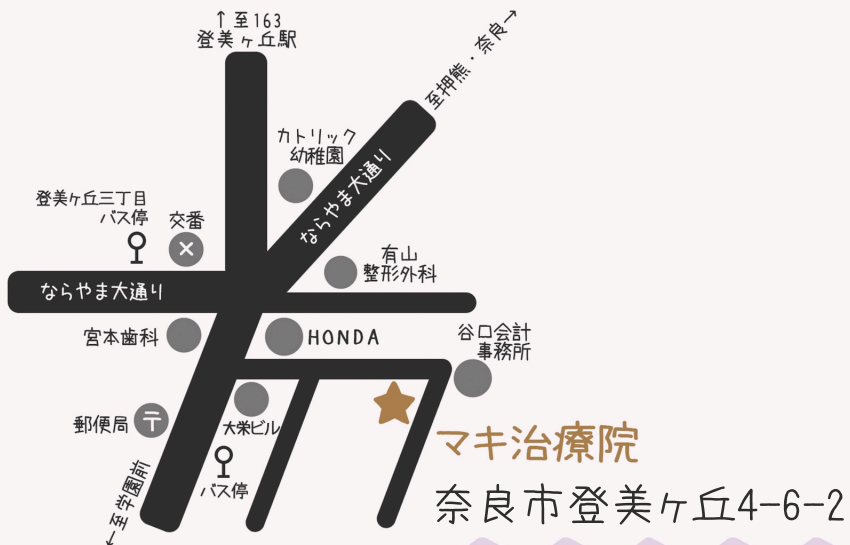 ↑至163
登美ヶ丘駅
至押熊・奈良→
カトリック
幼稚園
ならやま大通り
登美ヶ丘三丁目
バス停
交番
有山
整形外科
ならやま大通り
宮本歯科
HONDA
谷口会計
事務所
郵便局
〒
大栄ビル
バス停
←至学園前
マキ治療院
奈良市登美ヶ丘4-6-2